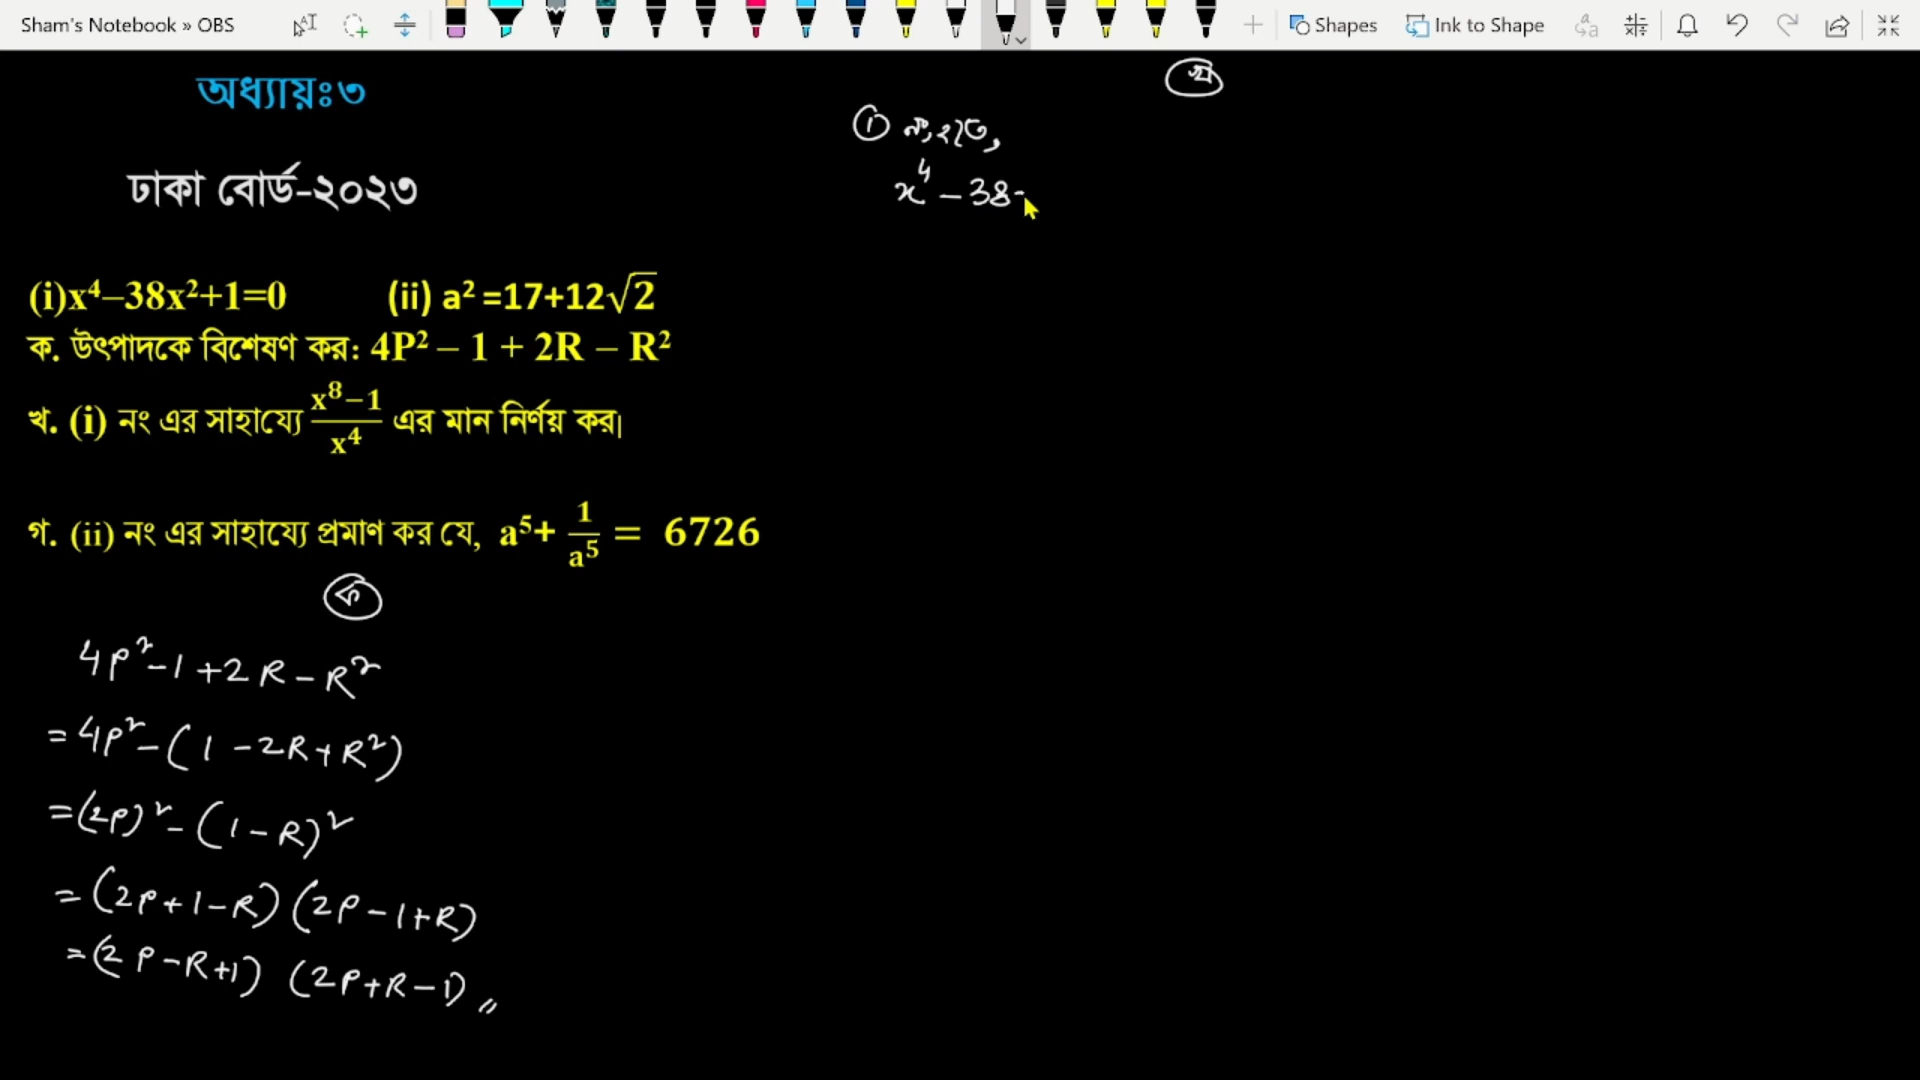 Sham's Notebook » OBS
Shapes
Ink to Shape
অধ্যায়ঃ৩
ঢাকা বোর্ড-২০২৩
(i)x⁴–38x²+1=0 (ii) a² =17+12√2
ক. উৎপাদকে বিশেষণ কর: 4P² – 1 + 2R – R²
খ. (i) নং এর সাহায্যে x⁸–1/x⁴ এর মান নির্ণয় কর।
গ. (ii) নং এর সাহায্যে প্রমাণ কর যে, a⁵+ 1/a⁵ = 6726
ক
4P²-1+2R-R²
=4P²-(1-2R+R²)
=(2P)²-(1-R)²
=(2P+1-R)(2P-1+R)
=(2P-R+1) (2P+R-1)
খ
① নং হতে,
x⁴-38